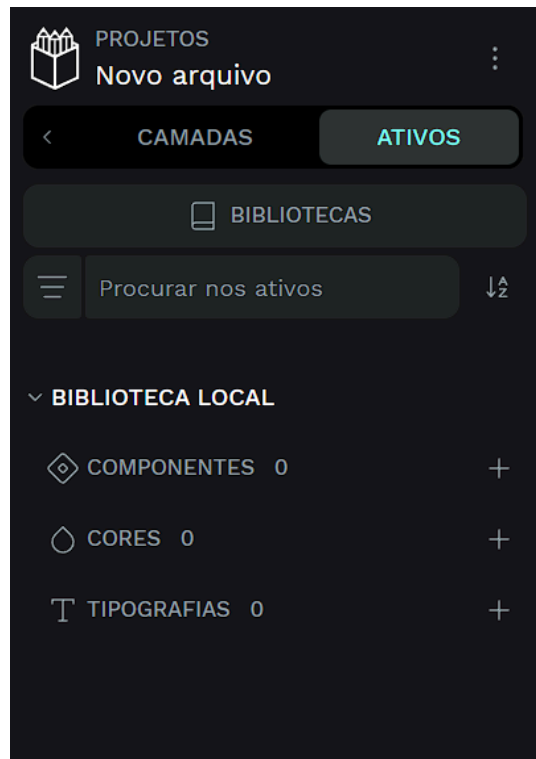 PROJETOS
Novo arquivo
CAMADAS ATIVOS
BIBLIOTECAS
Procurar nos ativos
BIBLIOTECA LOCAL
COMPONENTES 0
CORES 0
TIPOGRAFIAS 0